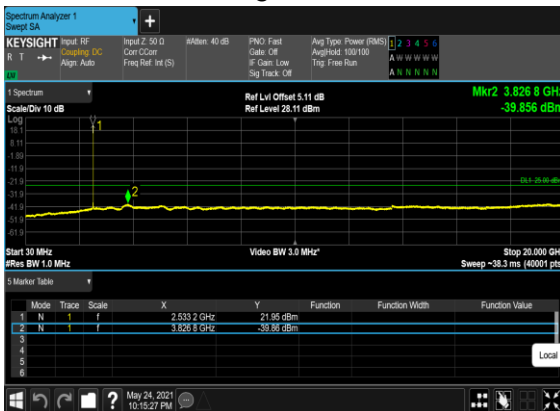 Spectrum Analyzer 1
Swept SA
+
KEYSIGHT Input: RF Input Z: 50 Ω #Atten: 40 dB PNO: Fast Avg Type: Power (RMS) 1 2 3 4 5 6
R T Coupling: DC Corr CCorr Gate: Off Avg|Hold: 100/100 A W W W W W
Align: Auto Freq Ref: Int (S) IF Gain: Low Trig: Free Run
Sig Track: Off A N N N N N
1 Spectrum Ref Lvl Offset 5.11 dB Mkr2 3.826 8 GHz
Scale/Div 10 dB Ref Level 28.11 dBm -39.856 dBm
Log
18.1
8.11
-1.89
-11.9
-21.9
-31.9
-41.9
-51.9
-61.9
1
2
DL1 -25.00 dBm
Start 30 MHz Video BW 3.0 MHz* Stop 20.000 GH
#Res BW 1.0 MHz Sweep ~38.3 ms (40001 pts
5 Marker Table
Mode Trace Scale X Y Function Function Width Function Value
1 N 1 f 2.533 2 GHz 21.95 dBm
2 N 1 f 3.826 8 GHz -39.86 dBm
3
4
5
6
Local
? May 24, 2021
10:15:27 PM